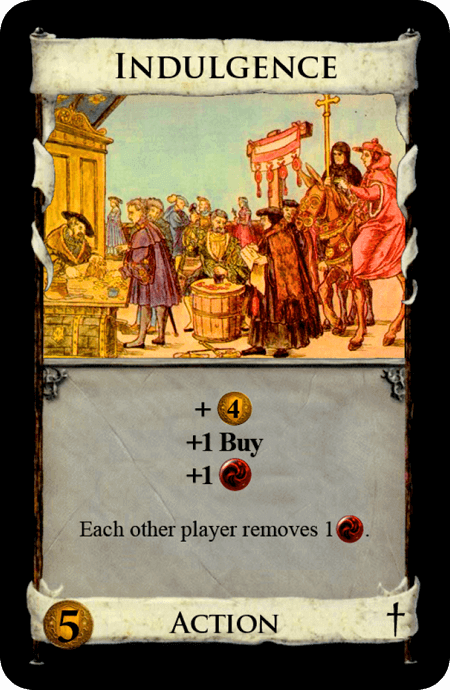 INDULGENCE
+ 4
+1 Buy
+1
Each other player removes 1 .
5 ACTION †